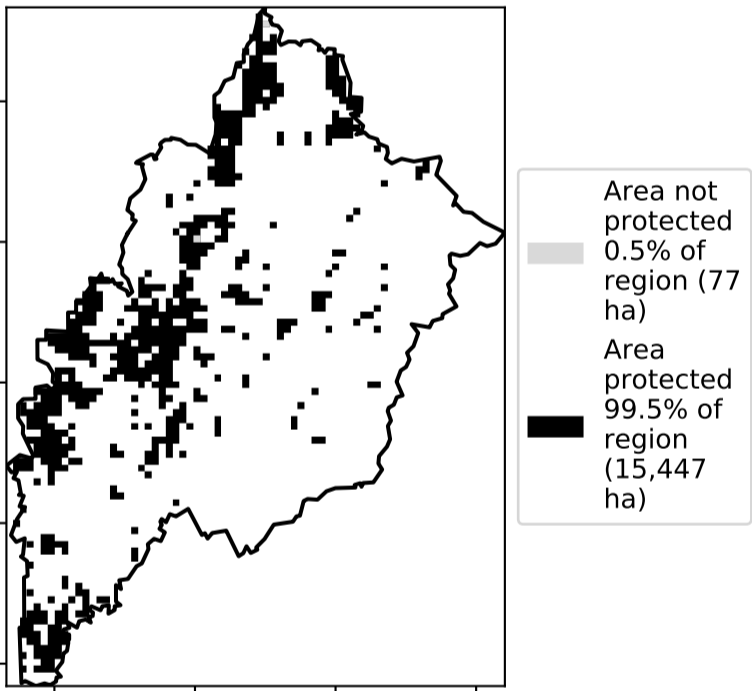 Area not
protected
0.5% of
region (77
ha)
Area
protected
99.5% of
region
(15,447
ha)